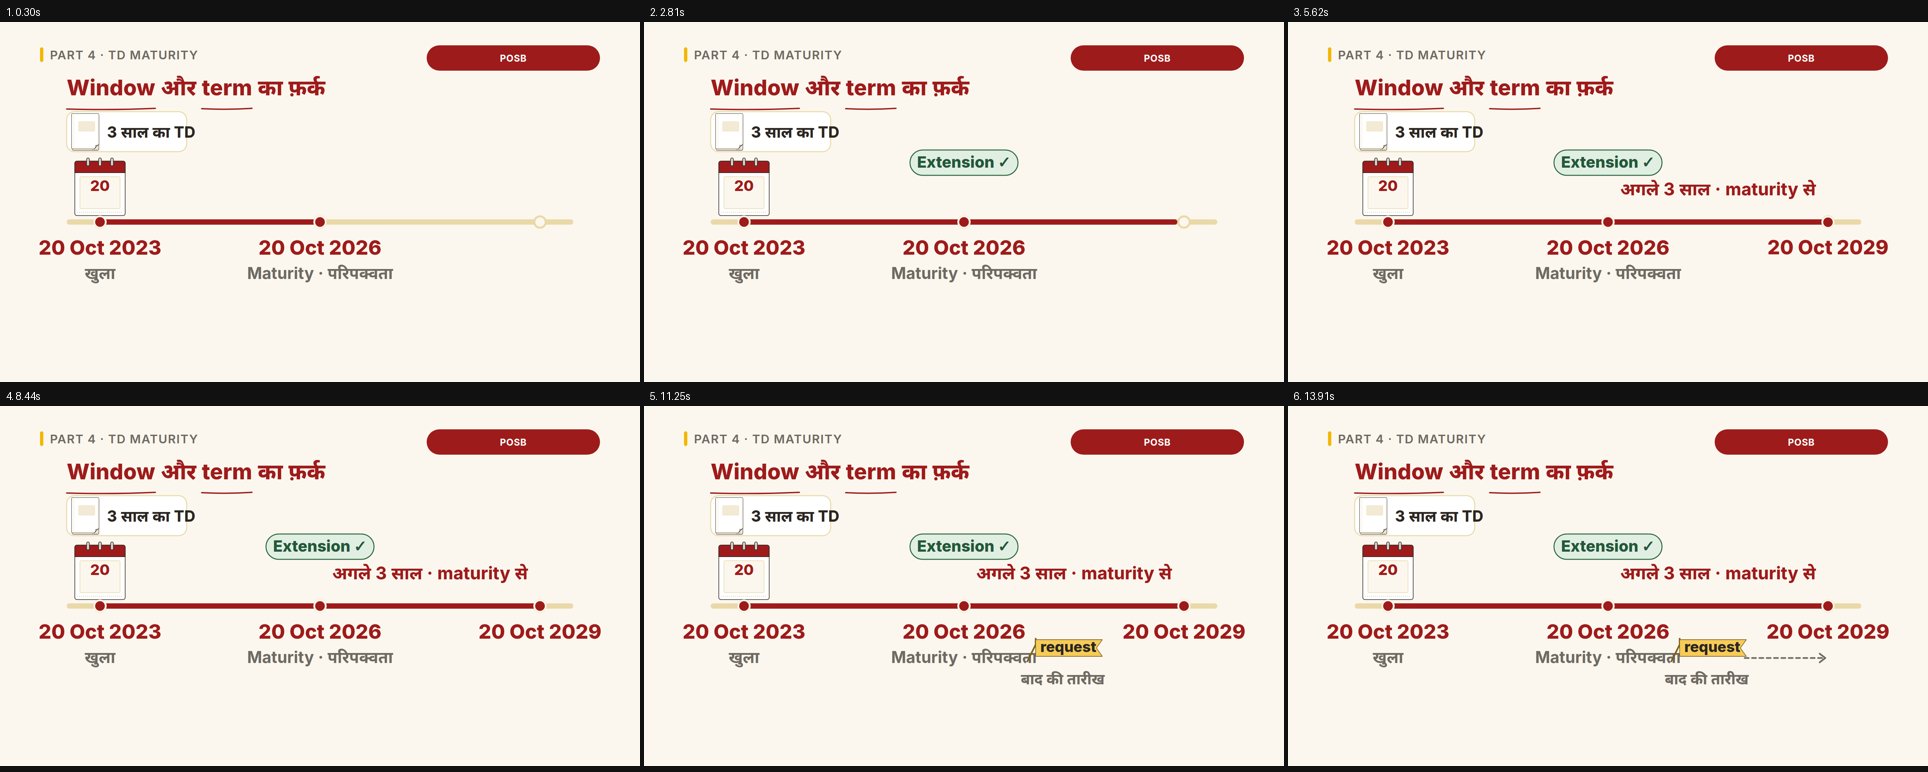 1. 0.30s
PART 4 · TD MATURITY
POSB
Window और term का फ़र्क
3 साल का TD
20
20 Oct 2023
20 Oct 2026
खुला
Maturity · परिपक्वता
2. 2.81s
PART 4 · TD MATURITY
POSB
Window और term का फ़र्क
3 साल का TD
Extension ✓
20
20 Oct 2023
20 Oct 2026
खुला
Maturity · परिपक्वता
3. 5.62s
PART 4 · TD MATURITY
POSB
Window और term का फ़र्क
3 साल का TD
Extension ✓
20
अगले 3 साल · maturity से
20 Oct 2023
20 Oct 2026
20 Oct 2029
खुला
Maturity · परिपक्वता
4. 8.44s
PART 4 · TD MATURITY
POSB
Window और term का फ़र्क
3 साल का TD
Extension ✓
20
अगले 3 साल · maturity से
20 Oct 2023
20 Oct 2026
20 Oct 2029
खुला
Maturity · परिपक्वता
5. 11.25s
PART 4 · TD MATURITY
POSB
Window और term का फ़र्क
3 साल का TD
Extension ✓
20
अगले 3 साल · maturity से
20 Oct 2023
20 Oct 2026
20 Oct 2029
request
खुला
Maturity · परिपक्वता
बाद की तारीख
6. 13.91s
PART 4 · TD MATURITY
POSB
Window और term का फ़र्क
3 साल का TD
Extension ✓
20
अगले 3 साल · maturity से
20 Oct 2023
20 Oct 2026
20 Oct 2029
request
खुला
Maturity · परिपक्वता
बाद की तारीख